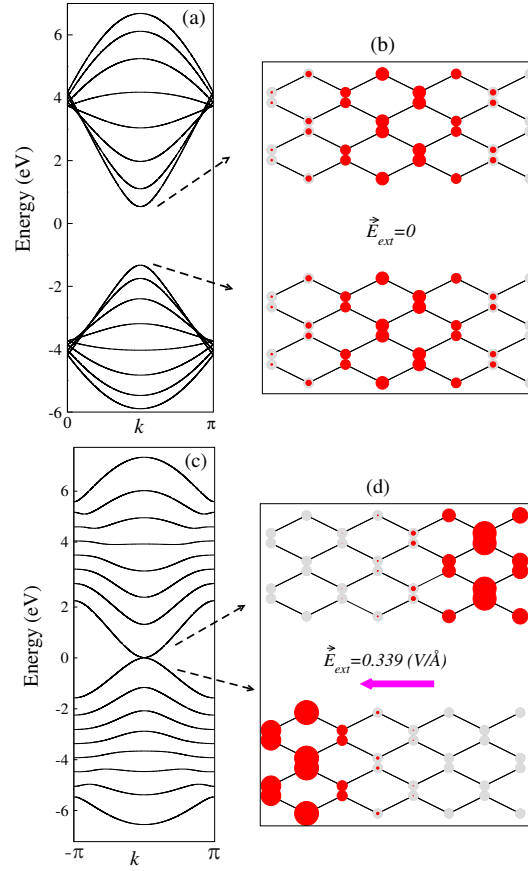 (a)
(b)
6
4
2
0
-2
-4
-6
Energy (eV)
0
k
π
E⃗ext=0
(c)
(d)
6
4
2
0
-2
-4
-6
Energy (eV)
-π
k
π
E⃗ext=0.339 (V/Å)